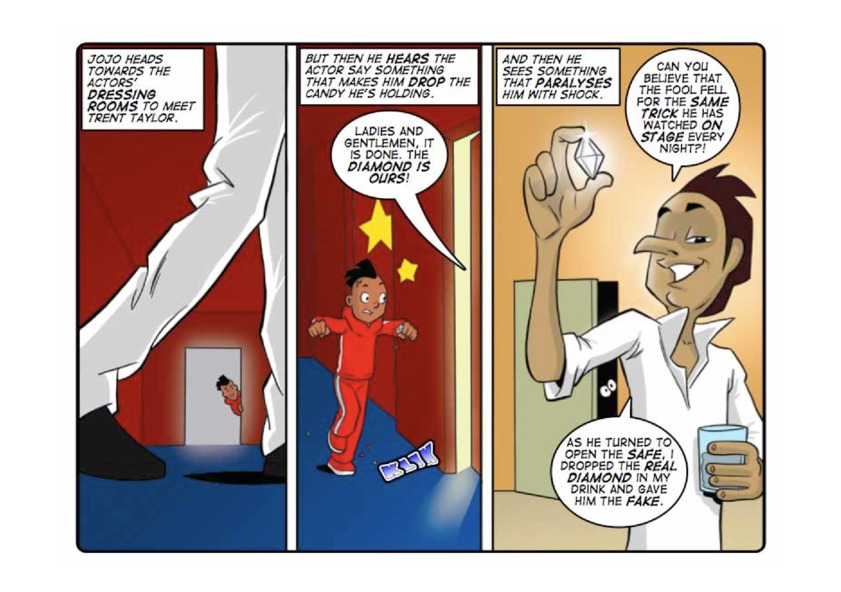 JOJO HEADS
TOWARDS THE
ACTORS'
DRESSING
ROOMS TO MEET
TRENT TAYLOR.
BUT THEN HE HEARS THE
ACTOR SAY SOMETHING
THAT MAKES HIM DROP THE
CANDY HE'S HOLDING.
LADIES AND
GENTLEMEN, IT
IS DONE. THE
DIAMOND IS
OURS!
AND THEN HE
SEES SOMETHING
THAT PARALYSES
HIM WITH SHOCK.
CAN YOU
BELIEVE THAT
THE FOOL FELL
FOR THE SAME
TRICK HE HAS
WATCHED ON
STAGE EVERY
NIGHT?!
AS HE TURNED TO
OPEN THE SAFE, I
DROPPED THE REAL
DIAMOND IN MY
DRINK AND GAVE
HIM THE FAKE.